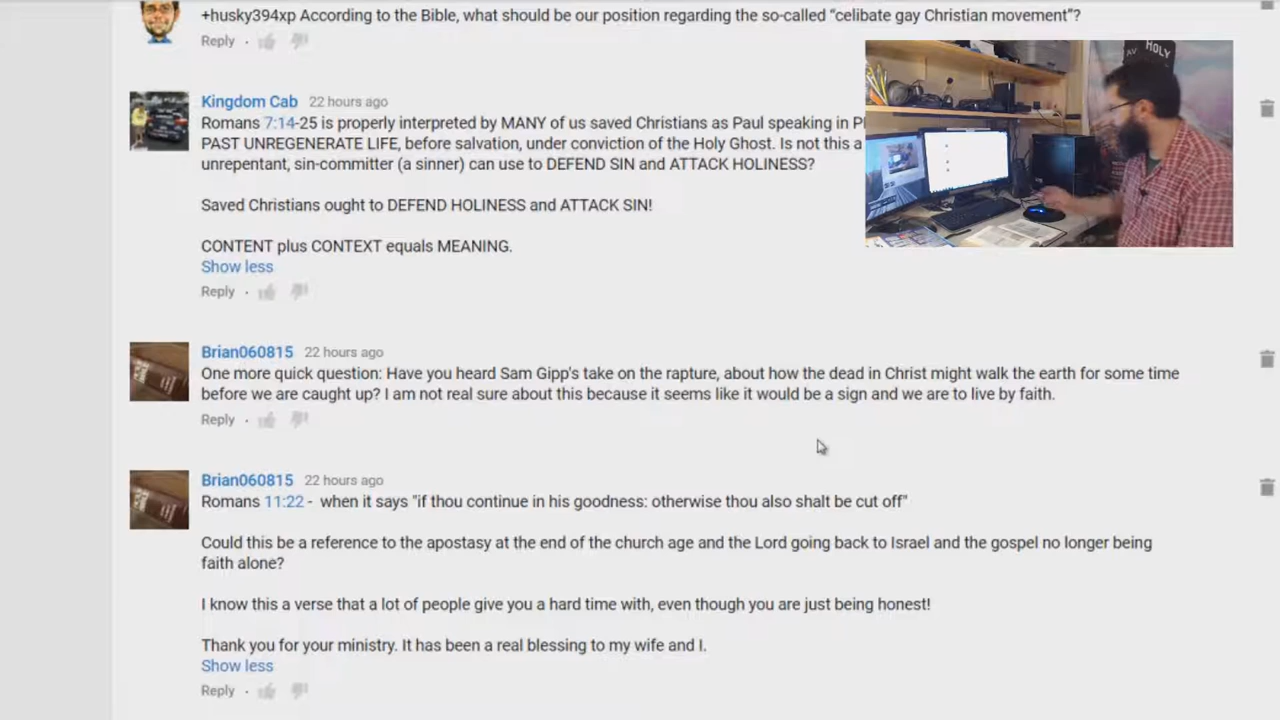 +husky394xp According to the Bible, what should be our position regarding the so-called “celibate gay Christian movement”?
Reply
Kingdom Cab 22 hours ago
Romans 7:14-25 is properly interpreted by MANY of us saved Christians as Paul speaking in
PAST UNREGENERATE LIFE, before salvation, under conviction of the Holy Ghost. Is not this a
unrepentant, sin-committer (a sinner) can use to DEFEND SIN and ATTACK HOLINESS?
Saved Christians ought to DEFEND HOLINESS and ATTACK SIN!
CONTENT plus CONTEXT equals MEANING.
Show less
Reply
AV HOLY
Brian060815 22 hours ago
One more quick question: Have you heard Sam Gipp's take on the rapture, about how the dead in Christ might walk the earth for some time
before we are caught up? I am not real sure about this because it seems like it would be a sign and we are to live by faith.
Reply
Brian060815 22 hours ago
Romans 11:22 - when it says "if thou continue in his goodness: otherwise thou also shalt be cut off"
Could this be a reference to the apostasy at the end of the church age and the Lord going back to Israel and the gospel no longer being
faith alone?
I know this a verse that a lot of people give you a hard time with, even though you are just being honest!
Thank you for your ministry. It has been a real blessing to my wife and I.
Show less
Reply